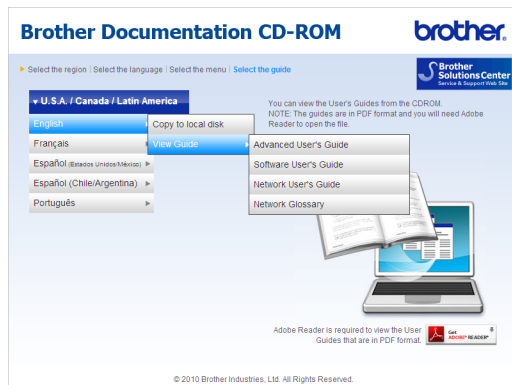 Brother Documentation CD-ROM
brother.
Select the region | Select the language | Select the menu | Select the guide
Brother
Solutions Center
Service & Support Web Site
U.S.A. / Canada / Latin America
You can view the User's Guides from the CDROM.
NOTE: The guides are in PDF format and you will need Adobe
Reader to open the file.
English
Copy to local disk
Français
View Guide
Advanced User's Guide
Español (Estados Unidos/México)
Software User's Guide
Español (Chile/Argentina)
Network User's Guide
Português
Network Glossary
Adobe Reader is required to view the User
Guides that are in PDF format.
Get
ADOBE® READER®
© 2010 Brother Industries, Ltd. All Rights Reserved.